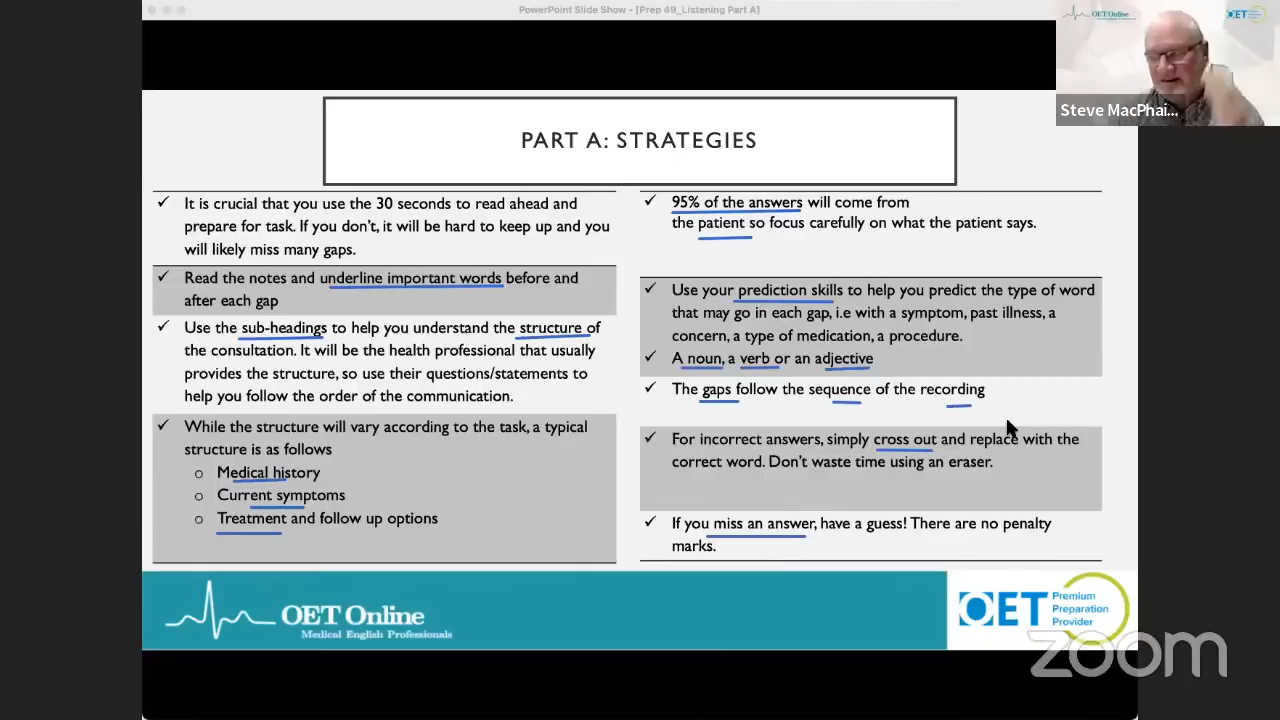 PowerPoint Slide Show - [Prep 49_Listening Part A]
OET Online
OET
Steve MacPhai...
PART A: STRATEGIES
✓ It is crucial that you use the 30 seconds to read ahead and
prepare for task. If you don't, it will be hard to keep up and you
will likely miss many gaps.
✓ Read the notes and underline important words before and
after each gap
✓ Use the sub-headings to help you understand the structure of
the consultation. It will be the health professional that usually
provides the structure, so use their questions/statements to
help you follow the order of the communication.
✓ While the structure will vary according to the task, a typical
structure is as follows
o Medical history
o Current symptoms
o Treatment and follow up options
✓ 95% of the answers will come from
the patient so focus carefully on what the patient says.
✓ Use your prediction skills to help you predict the type of word
that may go in each gap, i.e with a symptom, past illness, a
concern, a type of medication, a procedure.
✓ A noun, a verb or an adjective
✓ The gaps follow the sequence of the recording
✓ For incorrect answers, simply cross out and replace with the
correct word. Don't waste time using an eraser.
✓ If you miss an answer, have a guess! There are no penalty
marks.
OET Online
Medical English Professionals
OET
Premium
Preparation
Provider
zoom